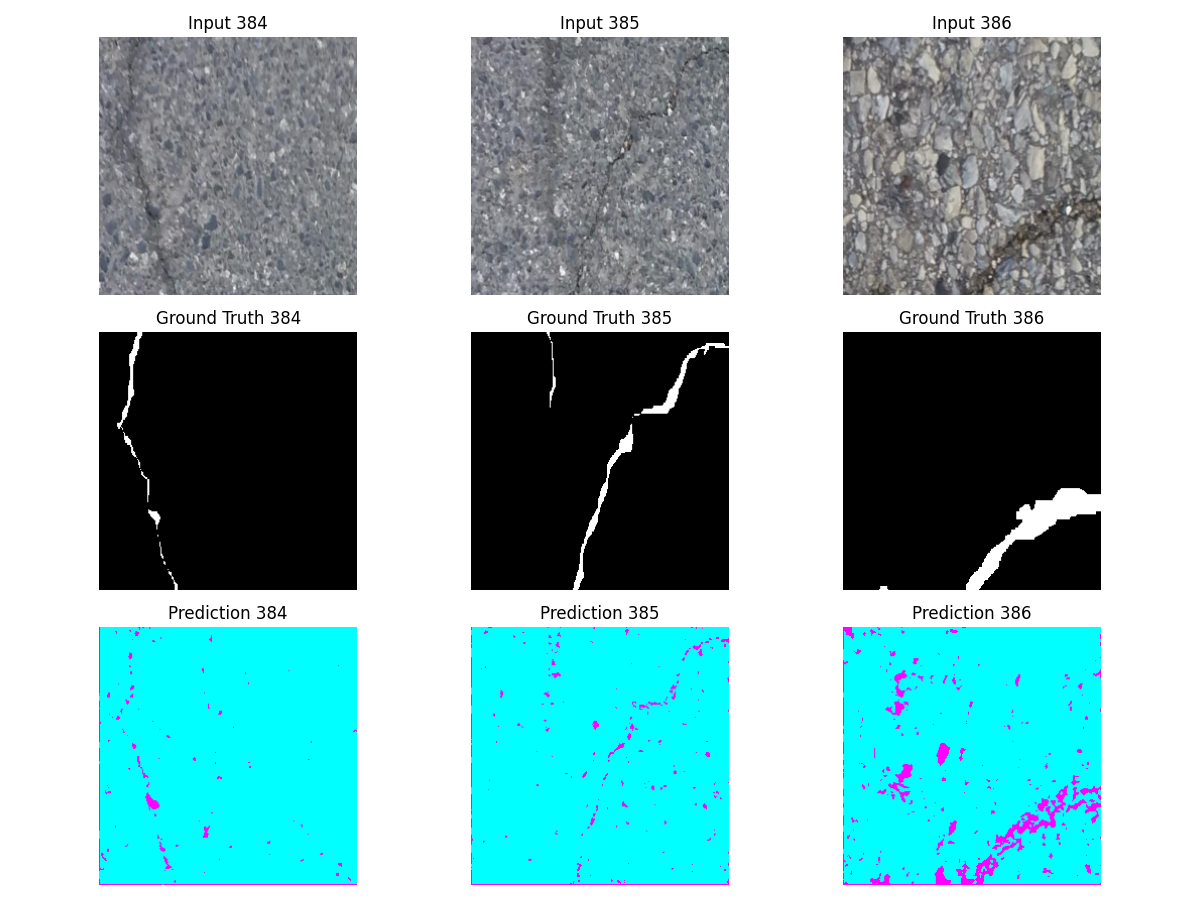 Input 384
Input 385
Input 386
Ground Truth 384
Ground Truth 385
Ground Truth 386
Prediction 384
Prediction 385
Prediction 386